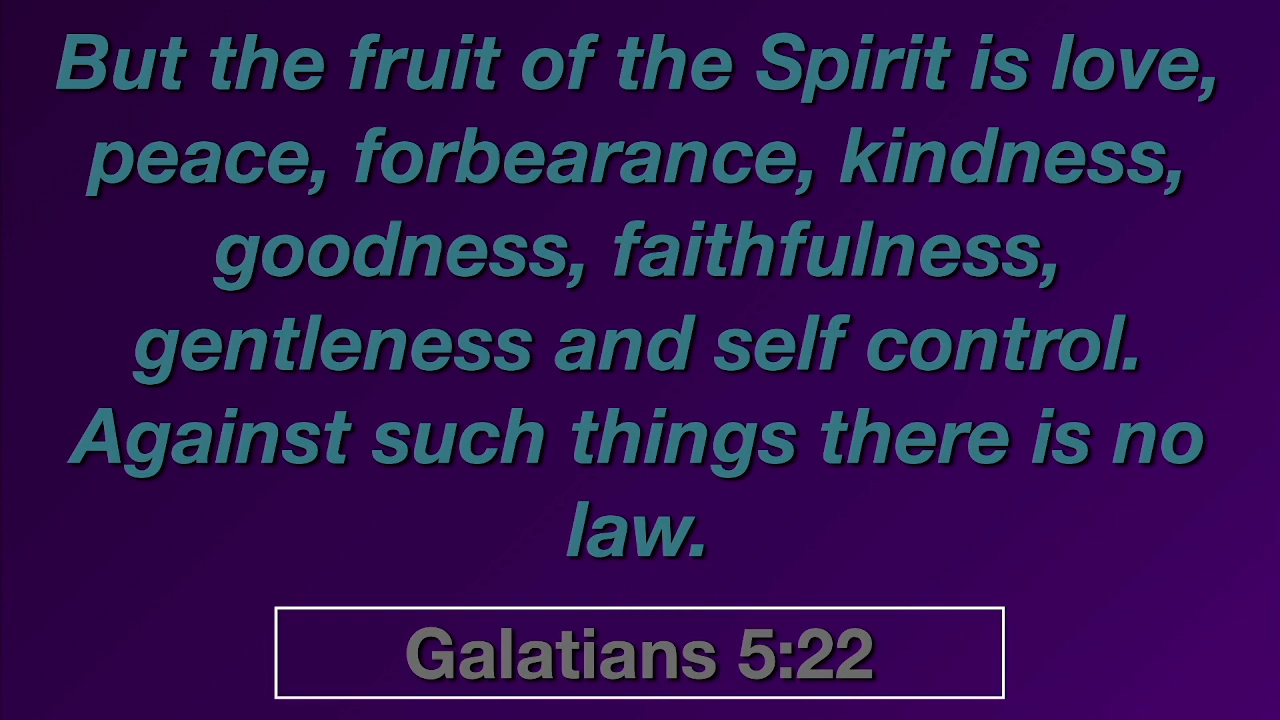 But the fruit of the Spirit is love,
peace, forbearance, kindness,
goodness, faithfulness,
gentleness and self control.
Against such things there is no
law.
Galatians 5:22